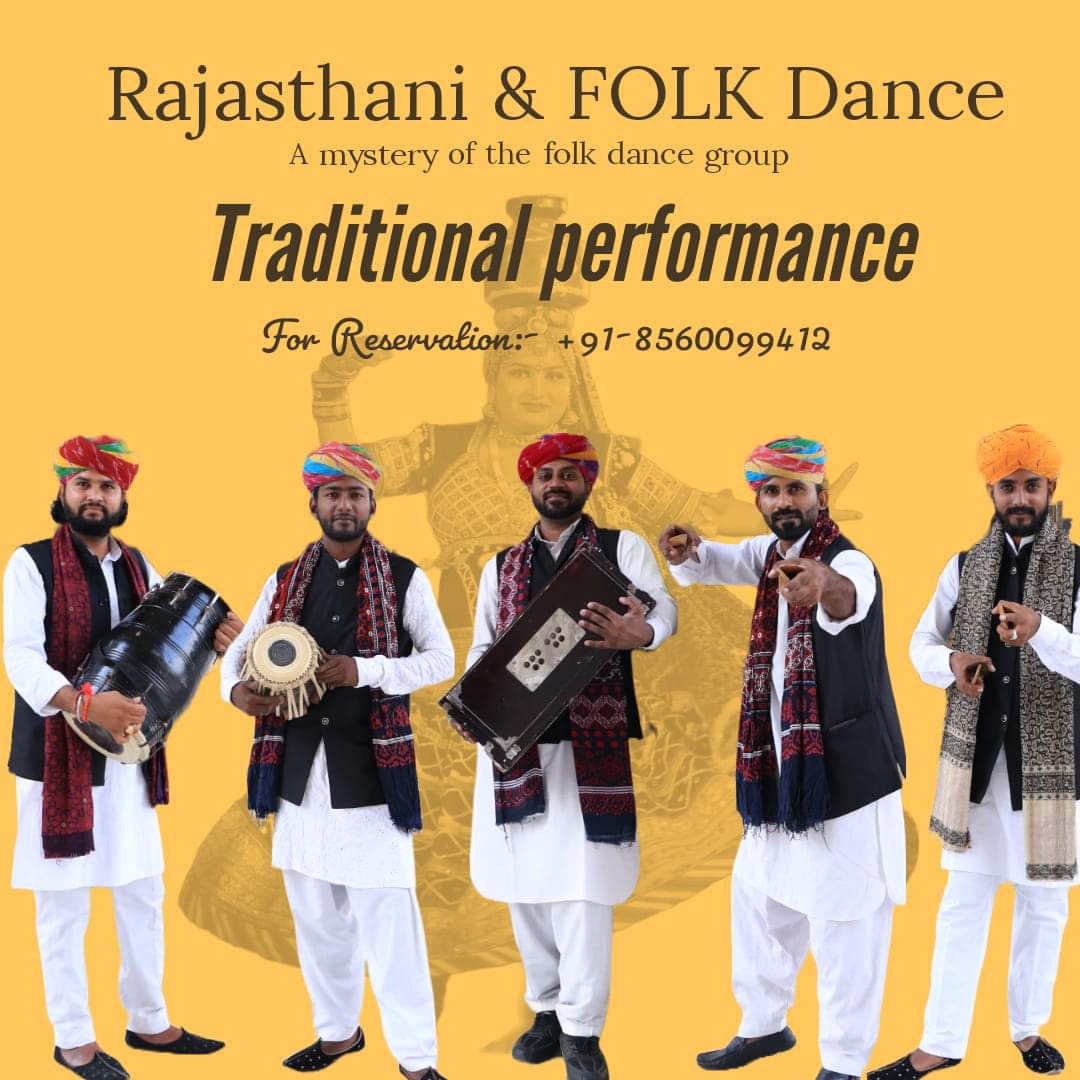 Rajasthani & FOLK Dance
A mystery of the folk dance group
Traditional performance
For Reservation:- +91-8560099412